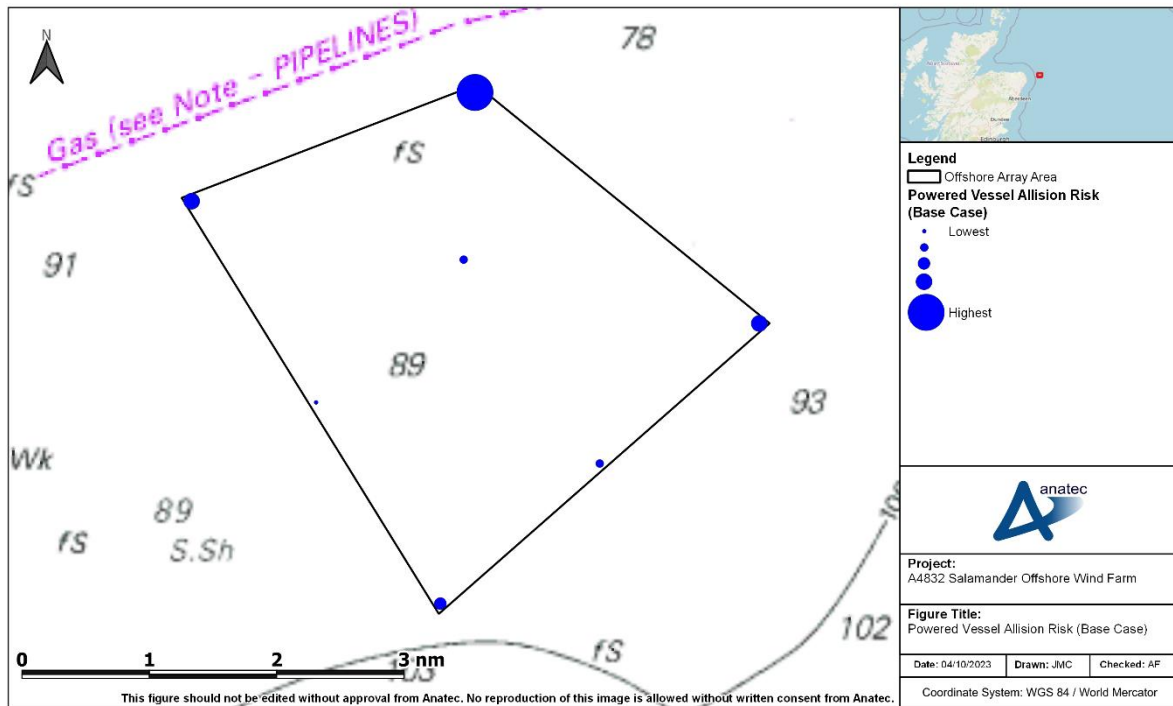 N
Gas (see Note - PIPELINES)
78
fS
fS
91
89
93
Wk
89
fS
S.Sh
102
fS
103
0 1 2 3 nm
This figure should not be edited without approval from Anatec. No reproduction of this image is allowed without written consent from Anatec.
Aberdeen
Dundee
Edinburgh
Legend
Offshore Array Area
Powered Vessel Allision Risk
(Base Case)
Lowest
Highest
anatec
Project:
A4832 Salamander Offshore Wind Farm
Figure Title:
Powered Vessel Allision Risk (Base Case)
Date: 04/10/2023
Drawn: JMC
Checked: AF
Coordinate System: WGS 84 / World Mercator